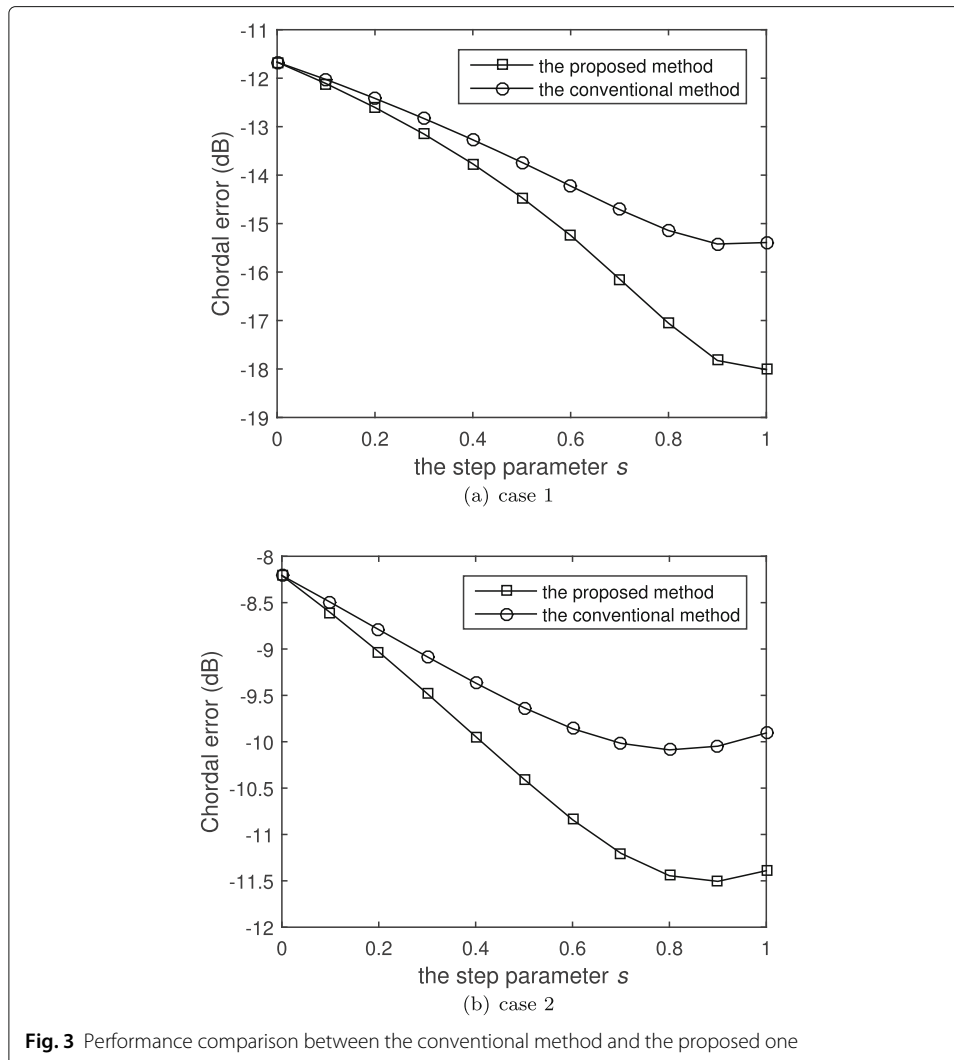 -11
-12
-13
-14
-15
-16
-17
-18
-19
Chordal error (dB)
the proposed method
the conventional method
0 0.2 0.4 0.6 0.8 1
the step parameter s
(a) case 1
-8
-8.5
-9
-9.5
-10
-10.5
-11
-11.5
-12
Chordal error (dB)
the proposed method
the conventional method
0 0.2 0.4 0.6 0.8 1
the step parameter s
(b) case 2
Fig. 3 Performance comparison between the conventional method and the proposed one